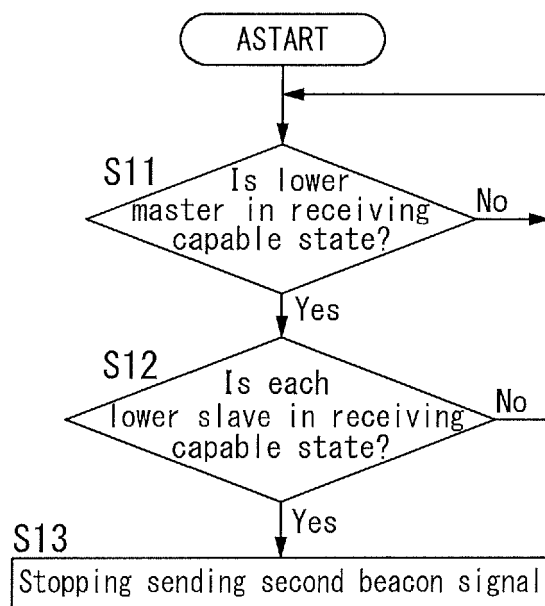 ASTART
S11
Is lower
master in receiving
capable state?
No
Yes
S12
Is each
lower slave in receiving
capable state?
No
Yes
S13
Stopping sending second beacon signal